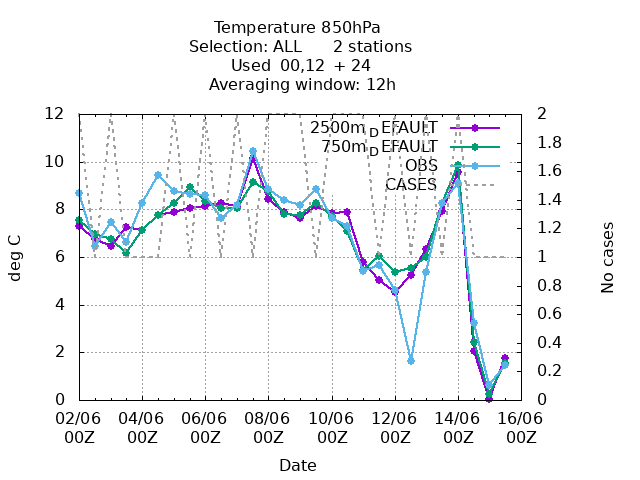 Temperature 850hPa
Selection: ALL 2 stations
Used 00,12 + 24
Averaging window: 12h
12
10
8
6
4
2
0
deg C
2500m_DEFAULT
750m_DEFAULT
OBS
CASES
2
1.8
1.6
1.4
1.2
1
0.8
0.6
0.4
0.2
0
No cases
02/06 04/06 06/06 08/06 10/06 12/06 14/06 16/06
00Z 00Z 00Z 00Z 00Z 00Z 00Z 00Z
Date